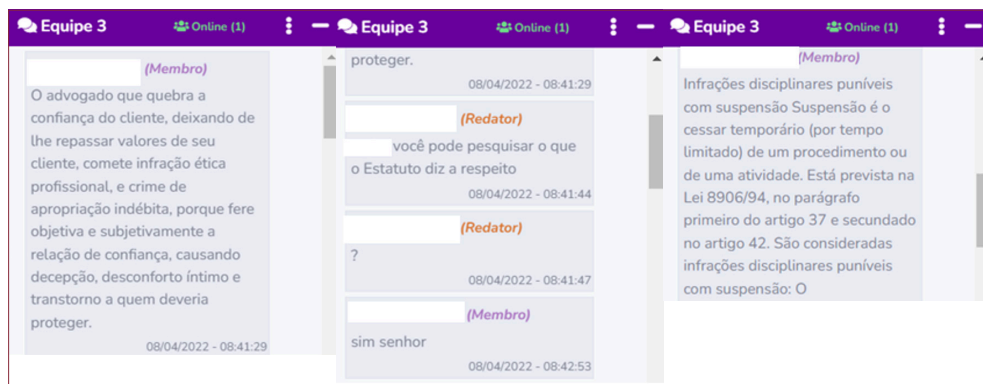 Equipe 3
Online (1)
(Membro)
O advogado que quebra a
confiança do cliente, deixando de
lhe repassar valores de seu
cliente, comete infração ética
profissional, e crime de
apropriação indébita, porque fere
objetiva e subjetivamente a
relação de confiança, causando
decepção, desconforto íntimo e
transtorno a quem deveria
proteger.
08/04/2022 - 08:41:29
Equipe 3
Online (1)
proteger.
08/04/2022 - 08:41:29
(Redator)
você pode pesquisar o que
o Estatuto diz a respeito
08/04/2022 - 08:41:44
(Redator)
?
08/04/2022 - 08:41:47
(Membro)
sim senhor
08/04/2022 - 08:42:53
Equipe 3
Online (1)
(Membro)
Infrações disciplinares puníveis
com suspensão Suspensão é o
cessar temporário (por tempo
limitado) de um procedimento ou
de uma atividade. Está prevista na
Lei 8906/94, no parágrafo
primeiro do artigo 37 e secundado
no artigo 42. São consideradas
infrações disciplinares puníveis
com suspensão: O